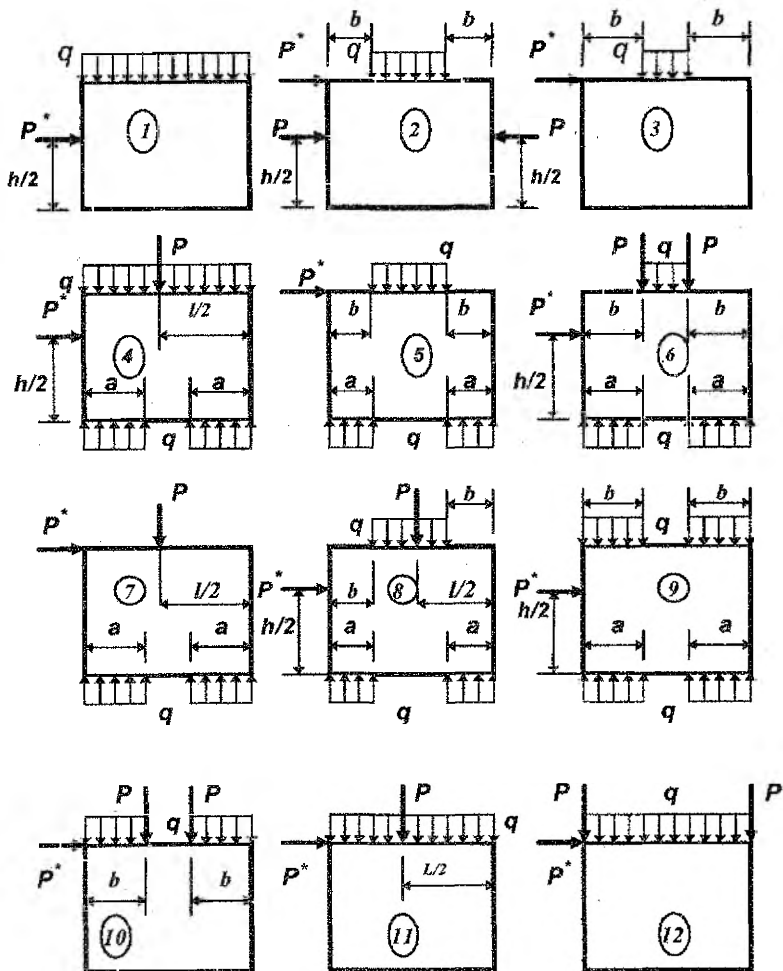 b b b b
q P* q P* q
P* 1 P 2 P 3
h/2 h/2 h/2
P q P q P
q P* l/2 P* b b P* b b
4 5 6
h/2 a a a a h/2 a a
q q q
P P b b b
P* q q
7 l/2 P* b 8 l/2 P* 9
a a h/2 a a h/2 a a
q q q
P P P P q P
q q
P* b b P* L/2 P*
10 11 12